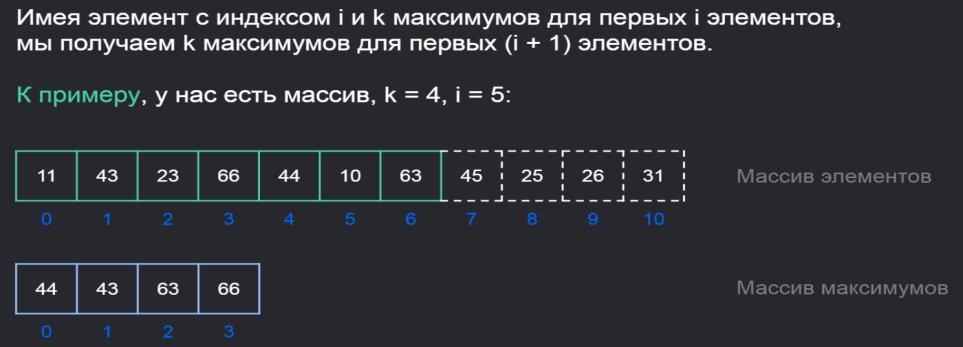 Имея элемент с индексом i и k максимумов для первых i элементов,
мы получаем k максимумов для первых (i + 1) элементов.
К примеру, у нас есть массив, k = 4, i = 5:
11 43 23 66 44 10 63 45 25 26 31 Массив элементов
0 1 2 3 4 5 6 7 8 9 10
44 43 63 66 Массив максимумов
0 1 2 3